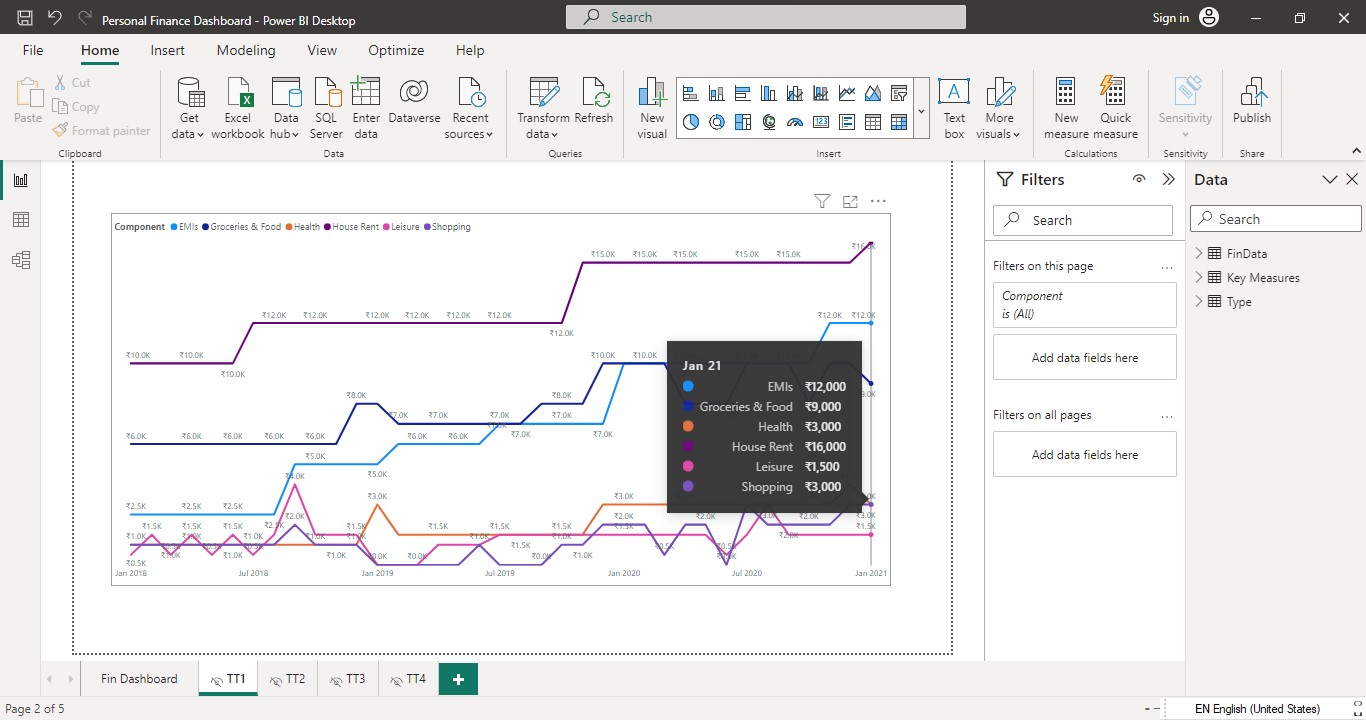 Personal Finance Dashboard - Power BI Desktop
Search
Sign in
File Home Insert Modeling View Optimize Help
Paste
Cut
Copy
Format painter
Clipboard
Get data
Excel workbook
Data hub
SQL Server
Enter data
Dataverse
Recent sources
Data
Transform data
Refresh
Queries
New visual
123
Text box
More visuals
Insert
New measure
Quick measure
Calculations
Sensitivity
Sensitivity
Publish
Share
Component EMIs Groceries & Food Health House Rent Leisure Shopping
₹15.0K ₹15.0K ₹15.0K ₹15.0K ₹15.0K
₹12.0K ₹12.0K ₹12.0K ₹12.0K ₹12.0K ₹12.0K ₹12.0K ₹12.0K
₹12.0K
₹10.0K ₹10.0K ₹10.0K ₹10.0K
₹10.0K
₹8.0K ₹8.0K
₹7.0K ₹7.0K ₹7.0K ₹7.0K
₹6.0K ₹6.0K ₹6.0K ₹6.0K ₹6.0K ₹6.0K ₹6.0K ₹7.0K ₹7.0K
₹5.0K
₹5.0K
₹4.0K
₹3.0K ₹3.0K
₹2.5K ₹2.5K ₹2.5K
₹2.0K ₹2.0K ₹2.0K ₹2.0K
₹1.5K ₹1.5K ₹1.5K ₹1.5K ₹1.5K ₹1.5K
₹1.5K
₹1.0K ₹1.0K ₹1.0K ₹1.0K
₹0.5K
Jan 2018 Jul 2018 Jan 2019 Jul 2019 Jan 2020 Jul 2020 Jan 2021
Jan 21
EMIs ₹12,000
Groceries & Food ₹9,000
Health ₹3,000
House Rent ₹16,000
Leisure ₹1,500
Shopping ₹3,000
Filters
Search
Filters on this page
Component
is (All)
Add data fields here
Filters on all pages
Add data fields here
Data
Search
FinData
Key Measures
Type
Fin Dashboard TT1 TT2 TT3 TT4
Page 2 of 5
EN English (United States)